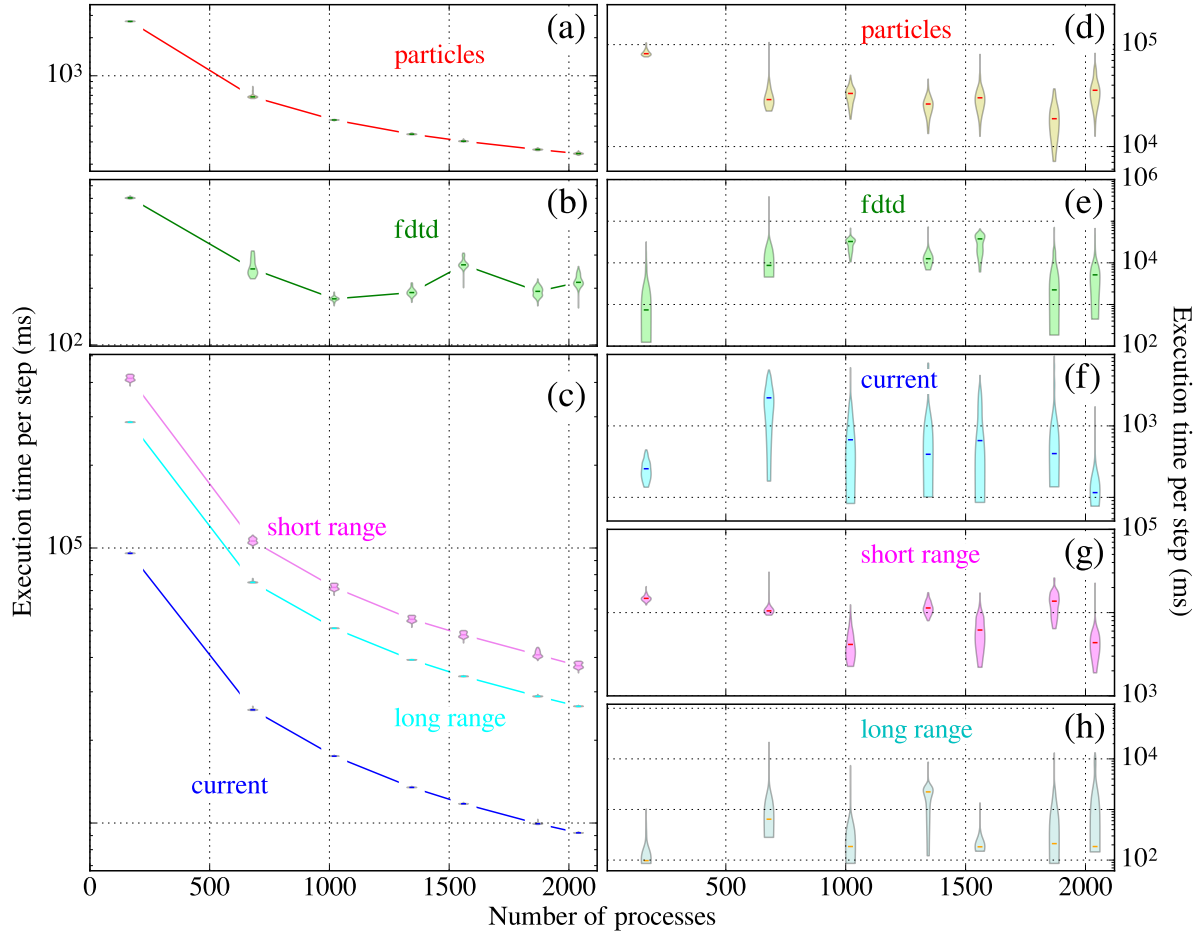 (a)
particles
10³
(b)
fdtd
10²
(c)
short range
10⁵
long range
current
0
500
1000
1500
2000
Execution time per step (ms)
(d)
particles
10⁵
10⁴
(e)
fdtd
10⁶
10⁴
10²
(f)
current
10³
(g)
short range
10⁵
10³
(h)
long range
10⁴
10²
500
1000
1500
2000
Execution time per step (ms)
Number of processes